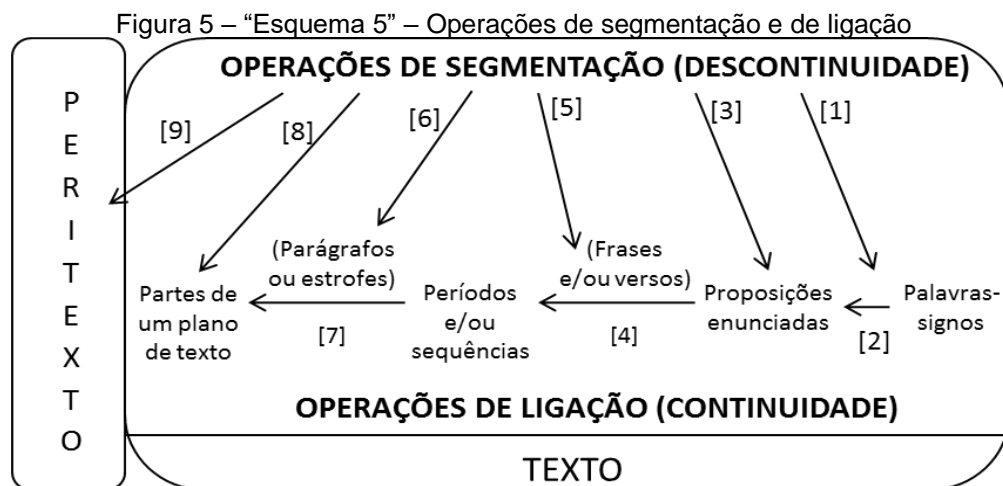 Figura 5 – “Esquema 5” – Operações de segmentação e de ligação
PERITEXTO
OPERAÇÕES DE SEGMENTAÇÃO (DESCONTINUIDADE)
[9]
[8]
[6]
[5]
[3]
[1]
(Parágrafos
ou estrofes)
(Frases
e/ou versos)
Partes de
um plano
de texto
[7]
Períodos
e/ou
sequências
[4]
Proposições
enunciadas
[2]
Palavras-
signos
OPERAÇÕES DE LIGAÇÃO (CONTINUIDADE)
TEXTO